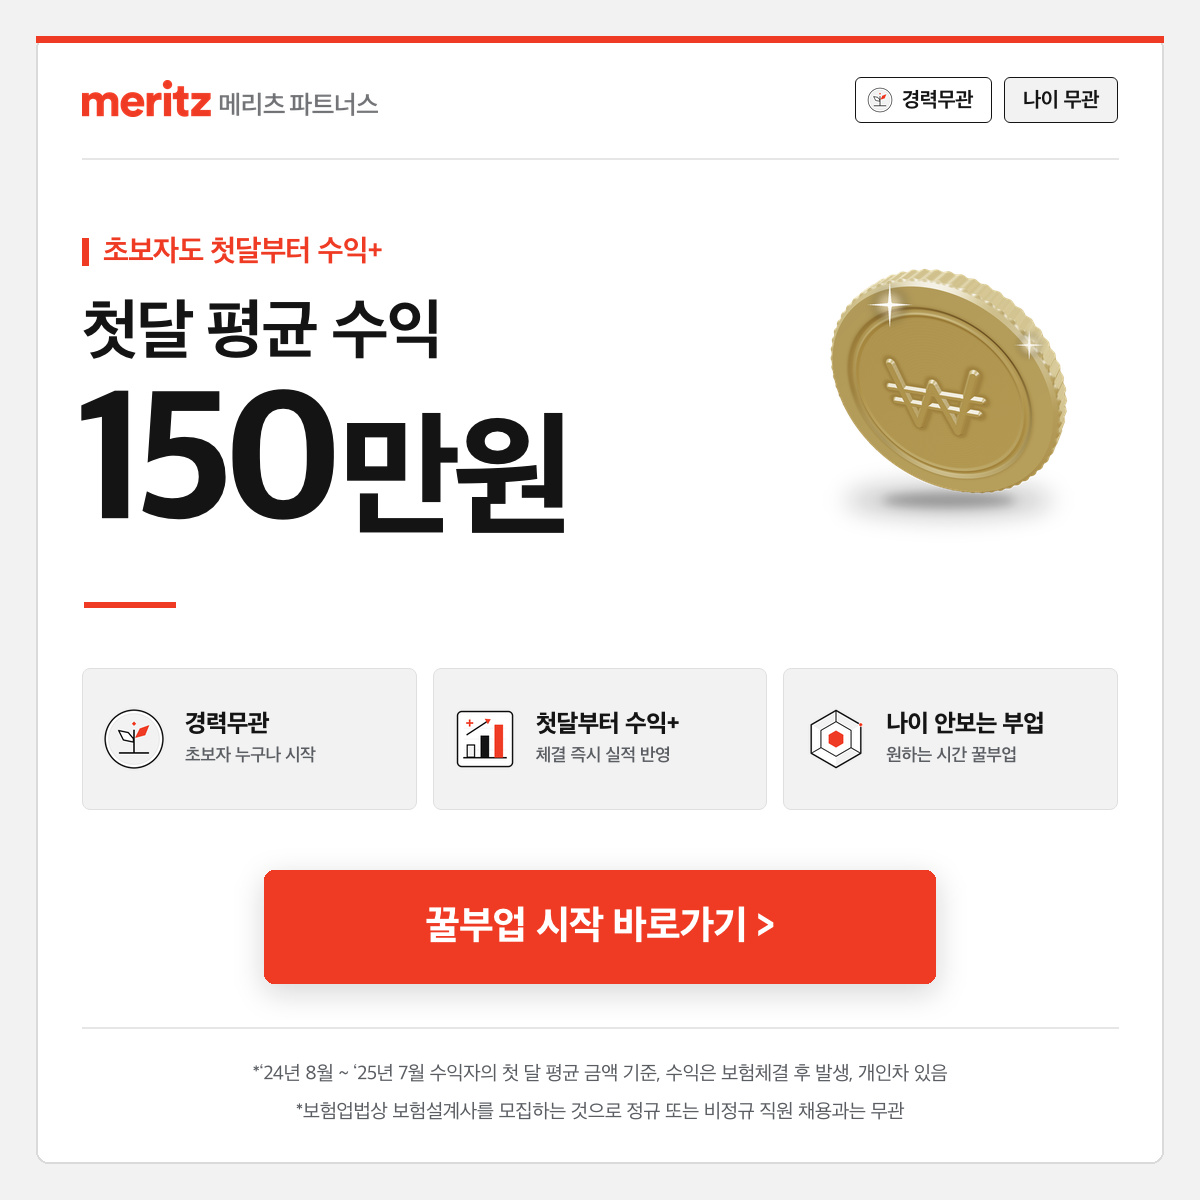 meritz 메리츠 파트너스
경력무관
나이 무관
초보자도 첫달부터 수익+
첫달 평균 수익
150만원
경력무관
초보자 누구나 시작
첫달부터 수익+
체결 즉시 실적 반영
나이 안보는 부업
원하는 시간 꿀부업
꿀부업 시작 바로가기 >
*‘24년 8월 ~ ‘25년 7월 수익자의 첫 달 평균 금액 기준, 수익은 보험체결 후 발생, 개인차 있음
*보험업법상 보험설계사를 모집하는 것으로 정규 또는 비정규 직원 채용과는 무관